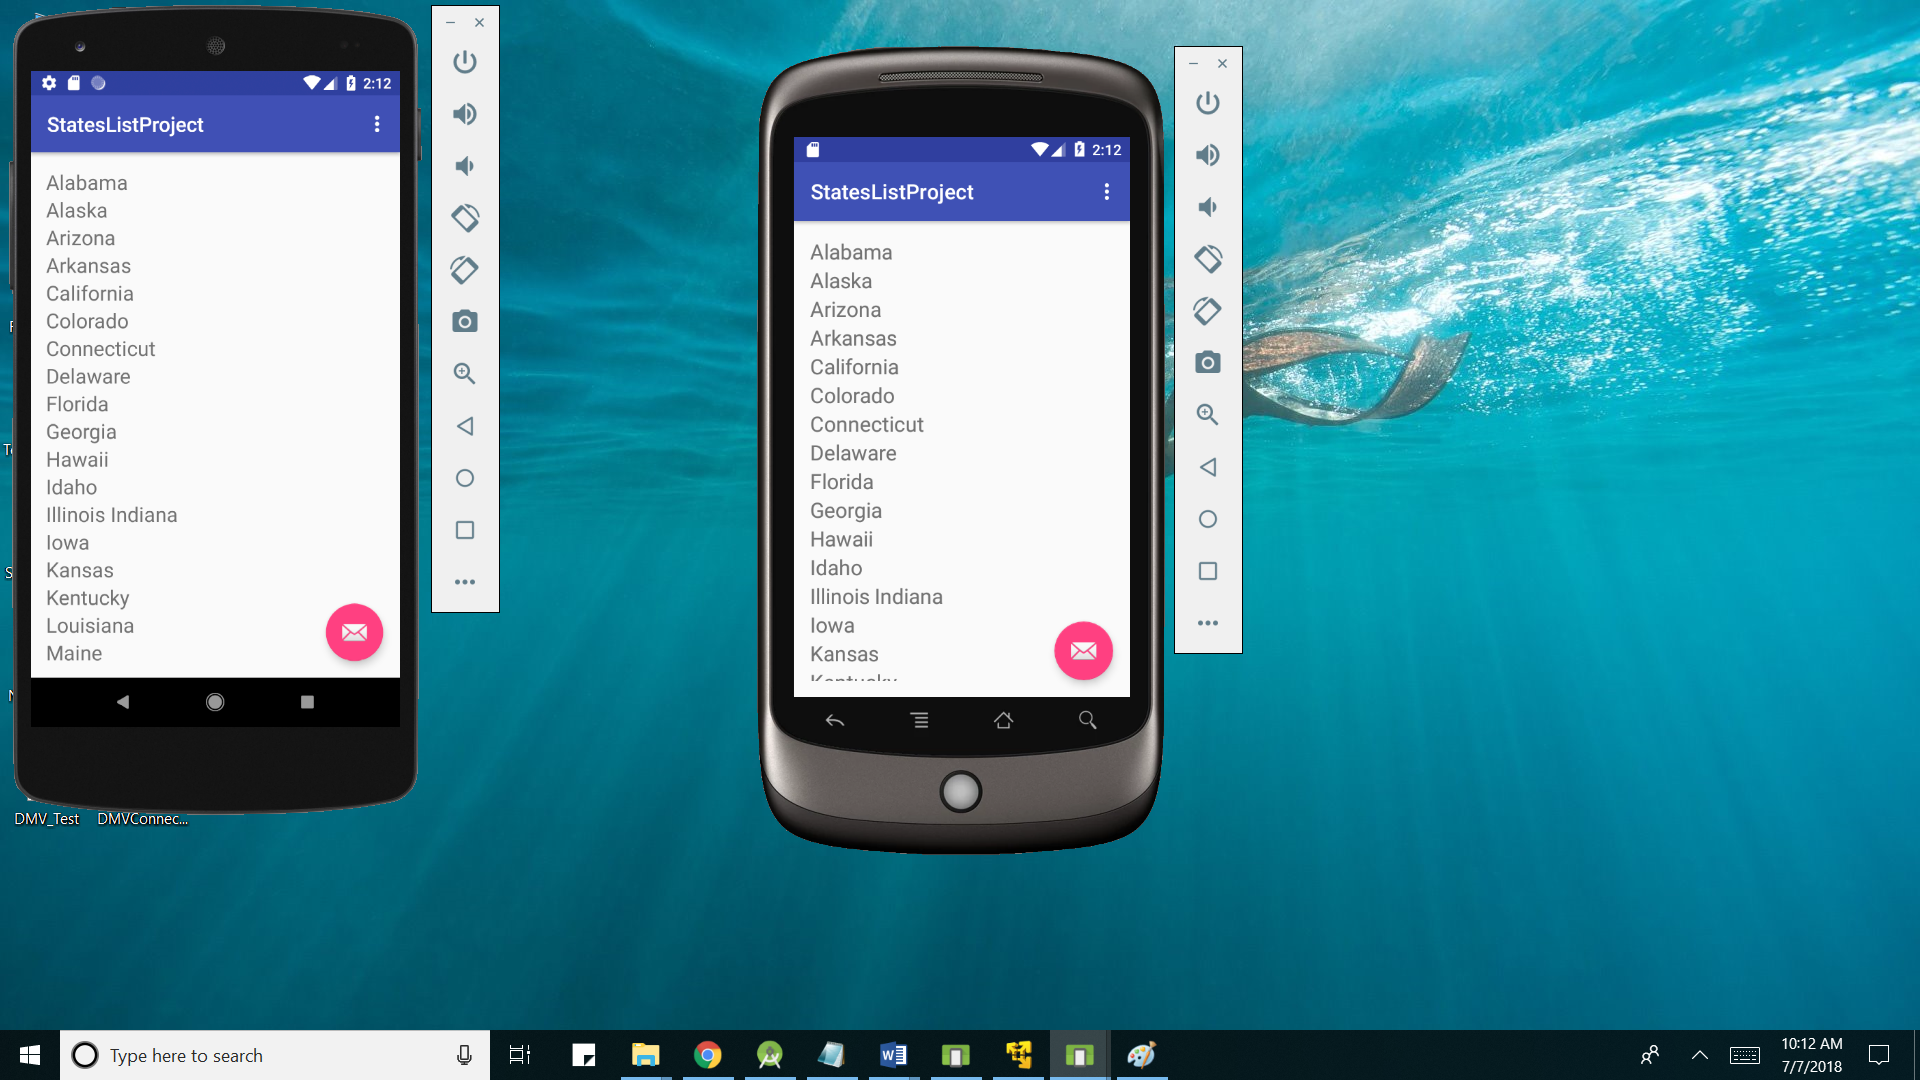 2:12
StatesListProject
Alabama
Alaska
Arizona
Arkansas
California
Colorado
Connecticut
Delaware
Florida
Georgia
Hawaii
Idaho
Illinois Indiana
Iowa
Kansas
Kentucky
Louisiana
Maine
2:12
StatesListProject
Alabama
Alaska
Arizona
Arkansas
California
Colorado
Connecticut
Delaware
Florida
Georgia
Hawaii
Idaho
Illinois Indiana
Iowa
Kansas
Kentucky
DMV_Test
DMVConnec...
Type here to search
10:12 AM
7/7/2018